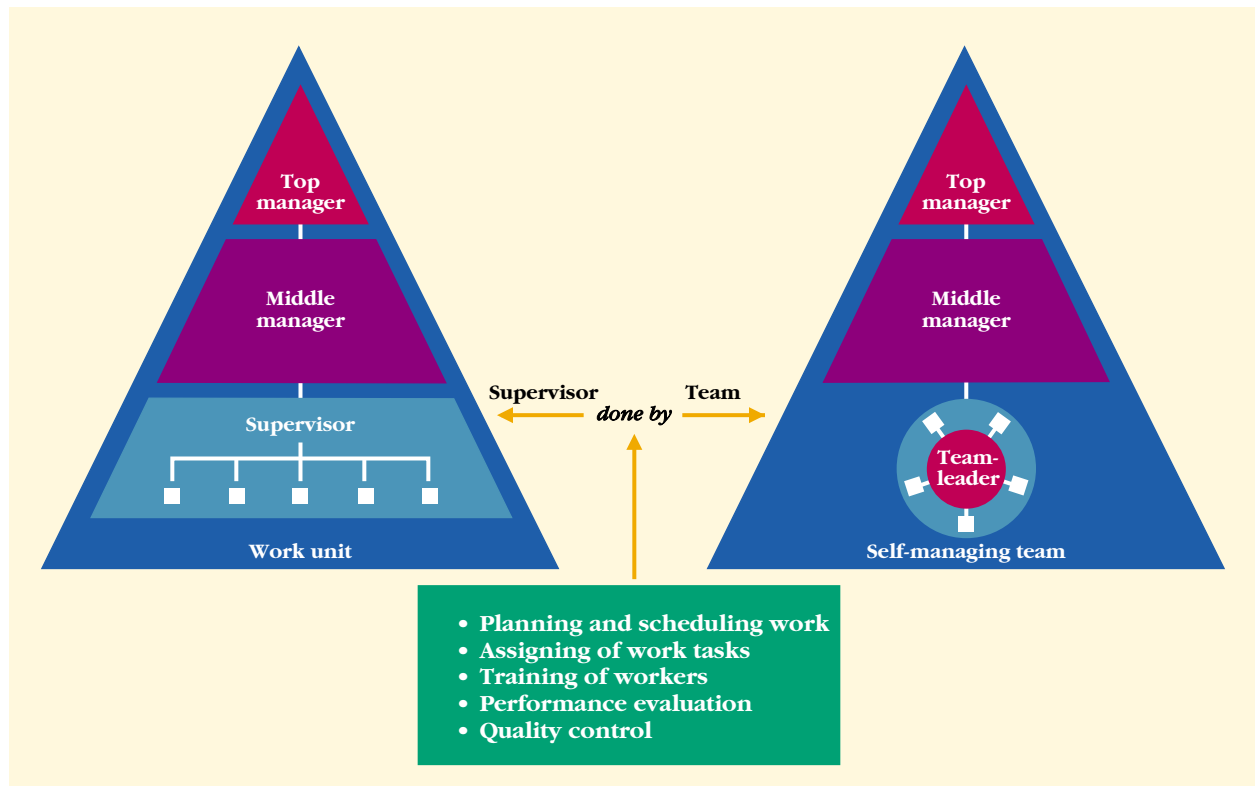 Top
manager
Middle
manager
Supervisor
Work unit
Supervisor
done by
Team
Top
manager
Middle
manager
Team-
leader
Self-managing team
• Planning and scheduling work
• Assigning of work tasks
• Training of workers
• Performance evaluation
• Quality control